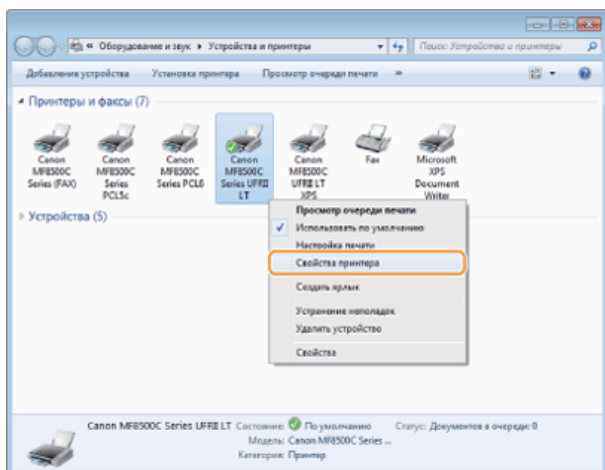 « Оборудование и звук ▸ Устройства и принтеры
Поиск: Устройства и принтеры
Добавление устройства Установка принтера Просмотр очереди печати »
Принтеры и факсы (7)
Canon MF8500C Series (FAX)
Canon MF8500C Series PCL5c
Canon MF8500C Series PCL6
Canon MF8500C Series UFRII LT
Canon MF8500C UFRII LT XPS
Fax
Microsoft XPS Document Writer
Устройства (5)
Просмотр очереди печати
Использовать по умолчанию
Настройка печати
Свойства принтера
Создать ярлык
Устранение неполадок
Удалить устройство
Свойства
Canon MF8500C Series UFRII LT Состояние: По умолчанию Статус: Документов в очереди: 0
Модель: Canon MF8500C Series ...
Категория: Принтер